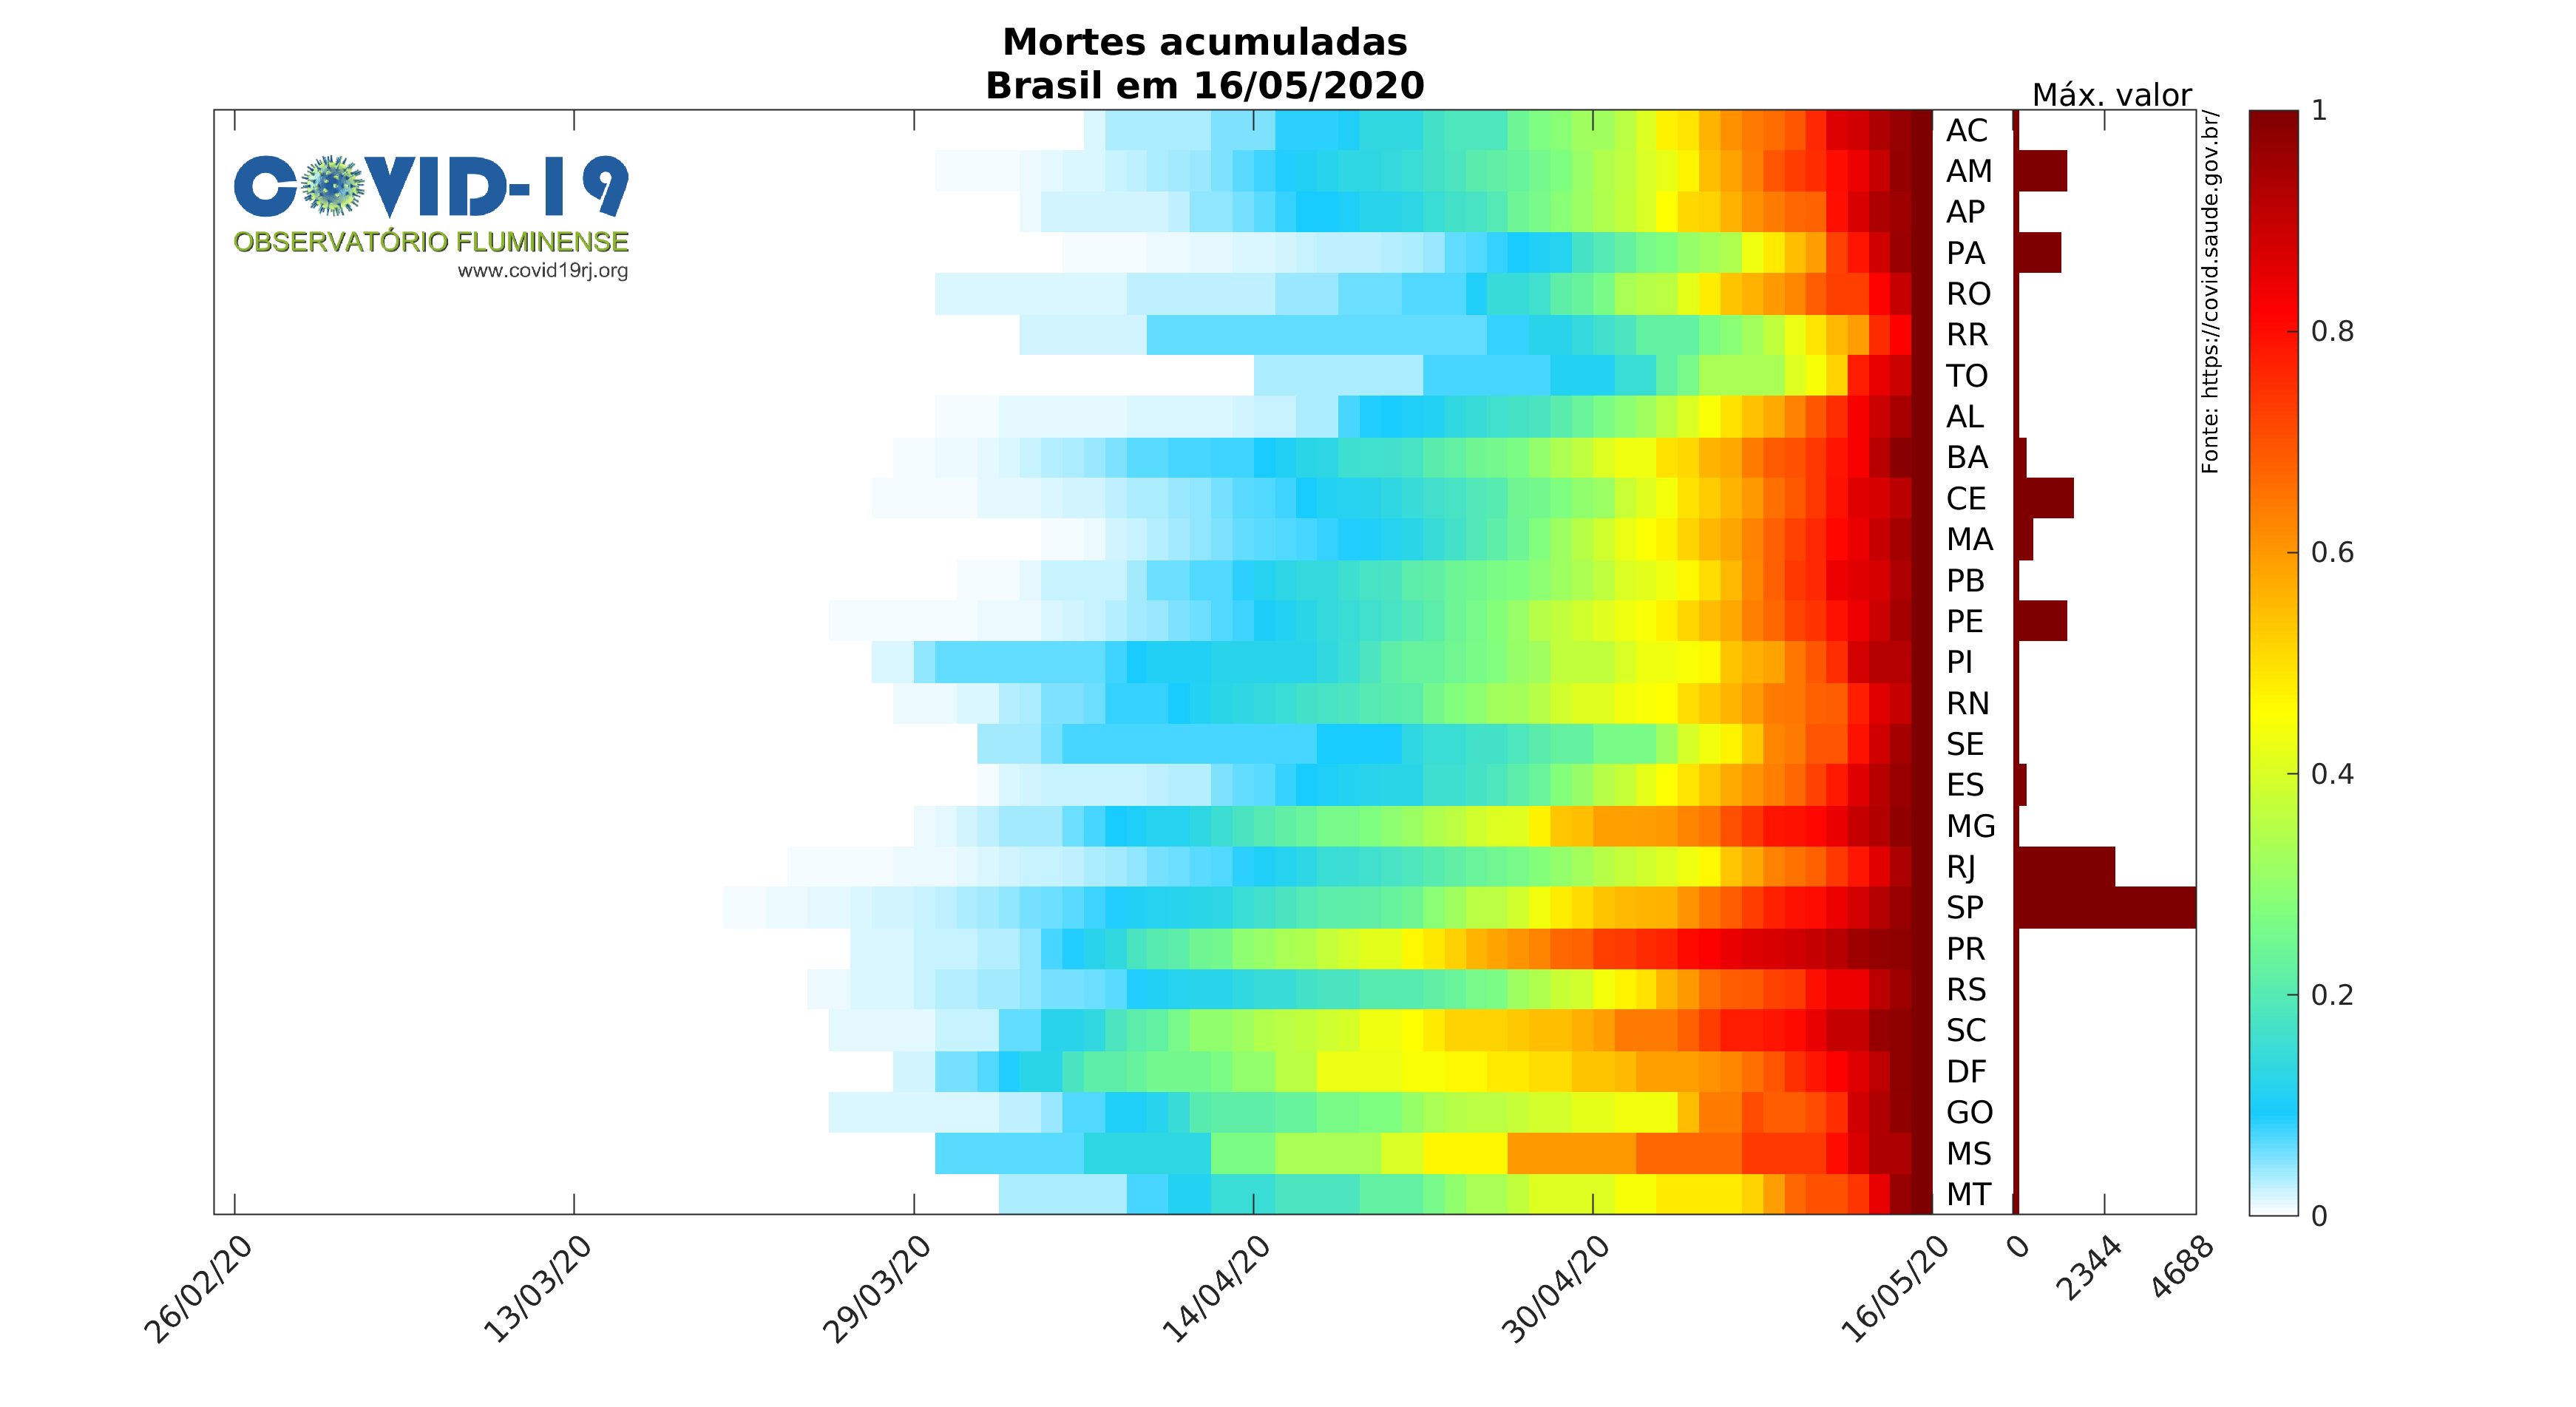 Mortes acumuladas
Brasil em 16/05/2020
Máx. valor
COVID-19
OBSERVATÓRIO FLUMINENSE
www.covid19rj.org
AC
AM
AP
PA
RO
RR
TO
AL
BA
CE
MA
PB
PE
PI
RN
SE
ES
MG
RJ
SP
PR
RS
SC
DF
GO
MS
MT
Fonte: https://covid.saude.gov.br/
1
0.8
0.6
0.4
0.2
0
26/02/20
13/03/20
29/03/20
14/04/20
30/04/20
16/05/20
0
2344
4688